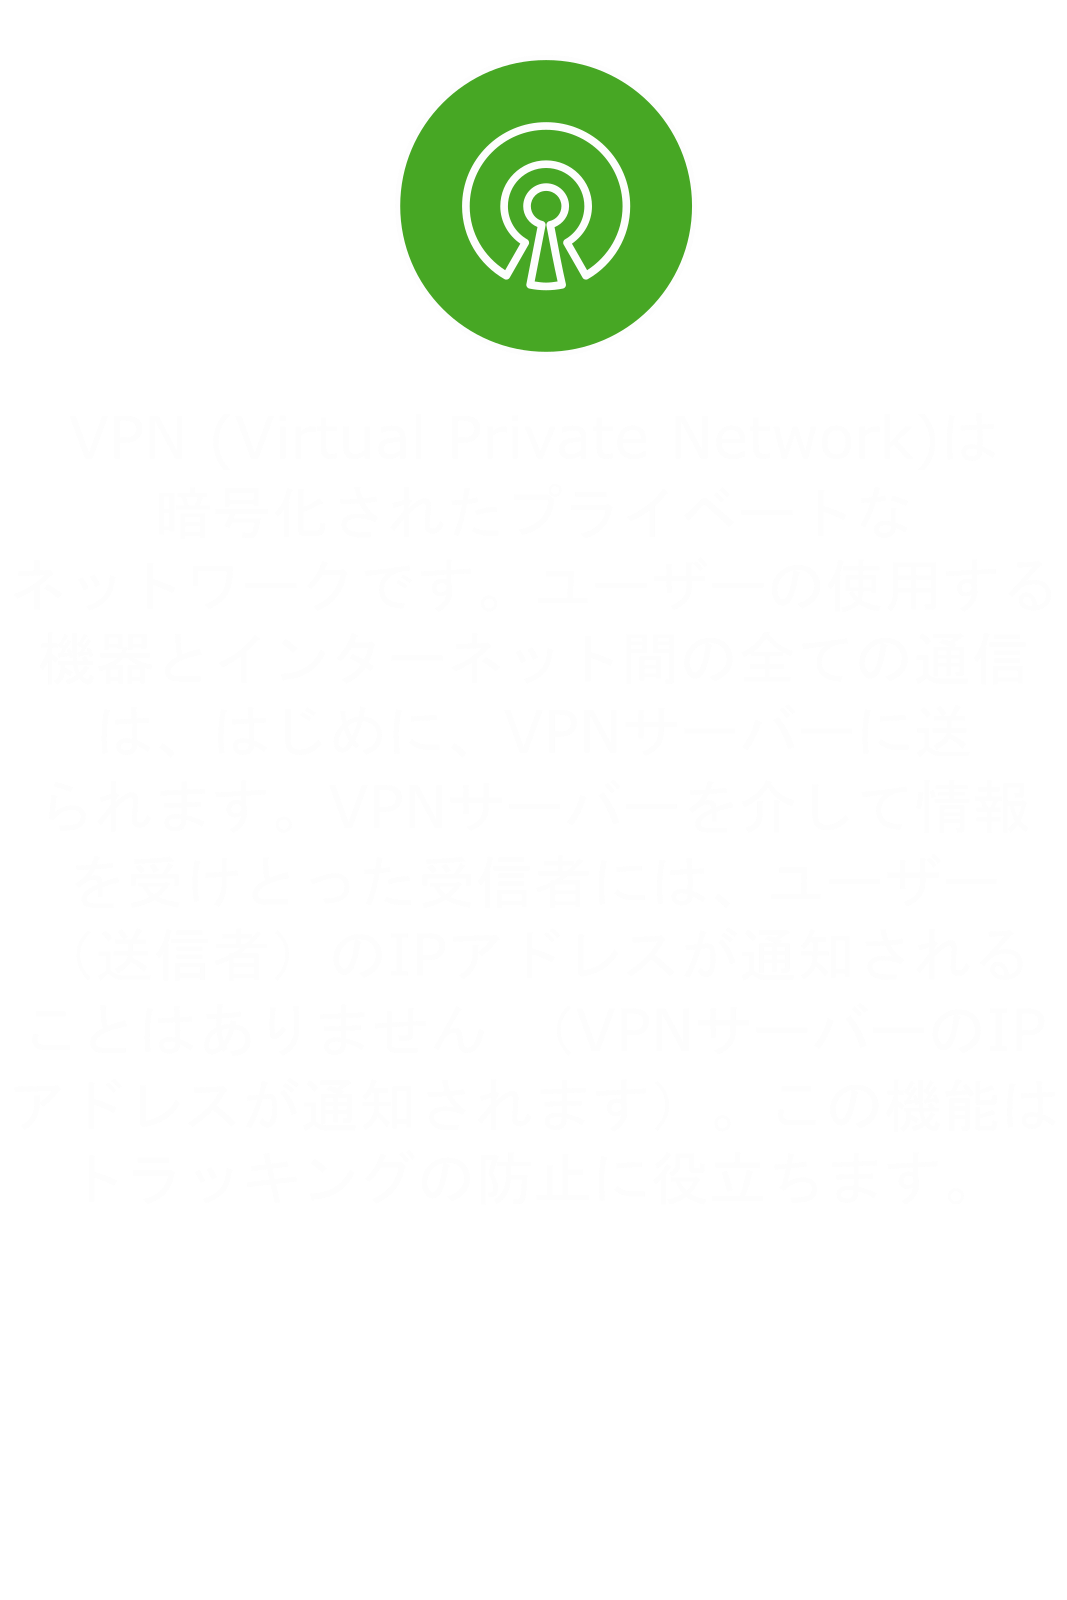 VPN (Virtual Private Network)は
暗号化されたプライベートな
ネットワークです。ユーザーの使用する
機器とインターネット間の全ての通信
は、はじめに、VPNサーバーに送
られます。VPNサーバーを介して情報
を受けとった受信者には、ユーザー
（送信者）のIPアドレスが通知される
ことはありません　（VPNサーバーのIP
アドレスが通知されます）。この機能は
トラッキングの防止に役立ちます。